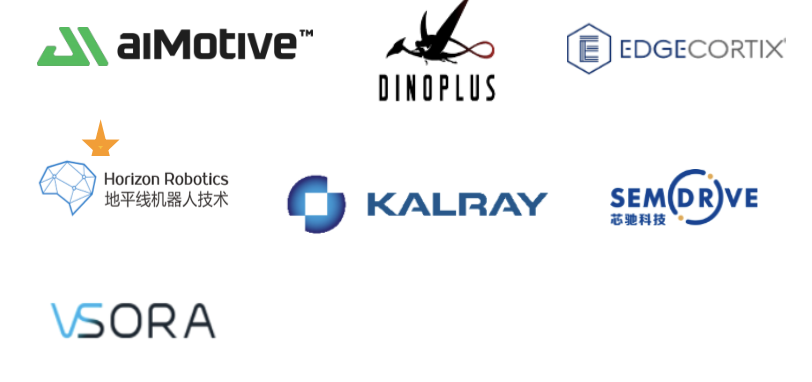 aiMotive™
DINOPLUS
EDGECORTIX
Horizon Robotics
地平线机器人技术
KALRAY
SEMIDRIVE
芯驰科技
VSORA